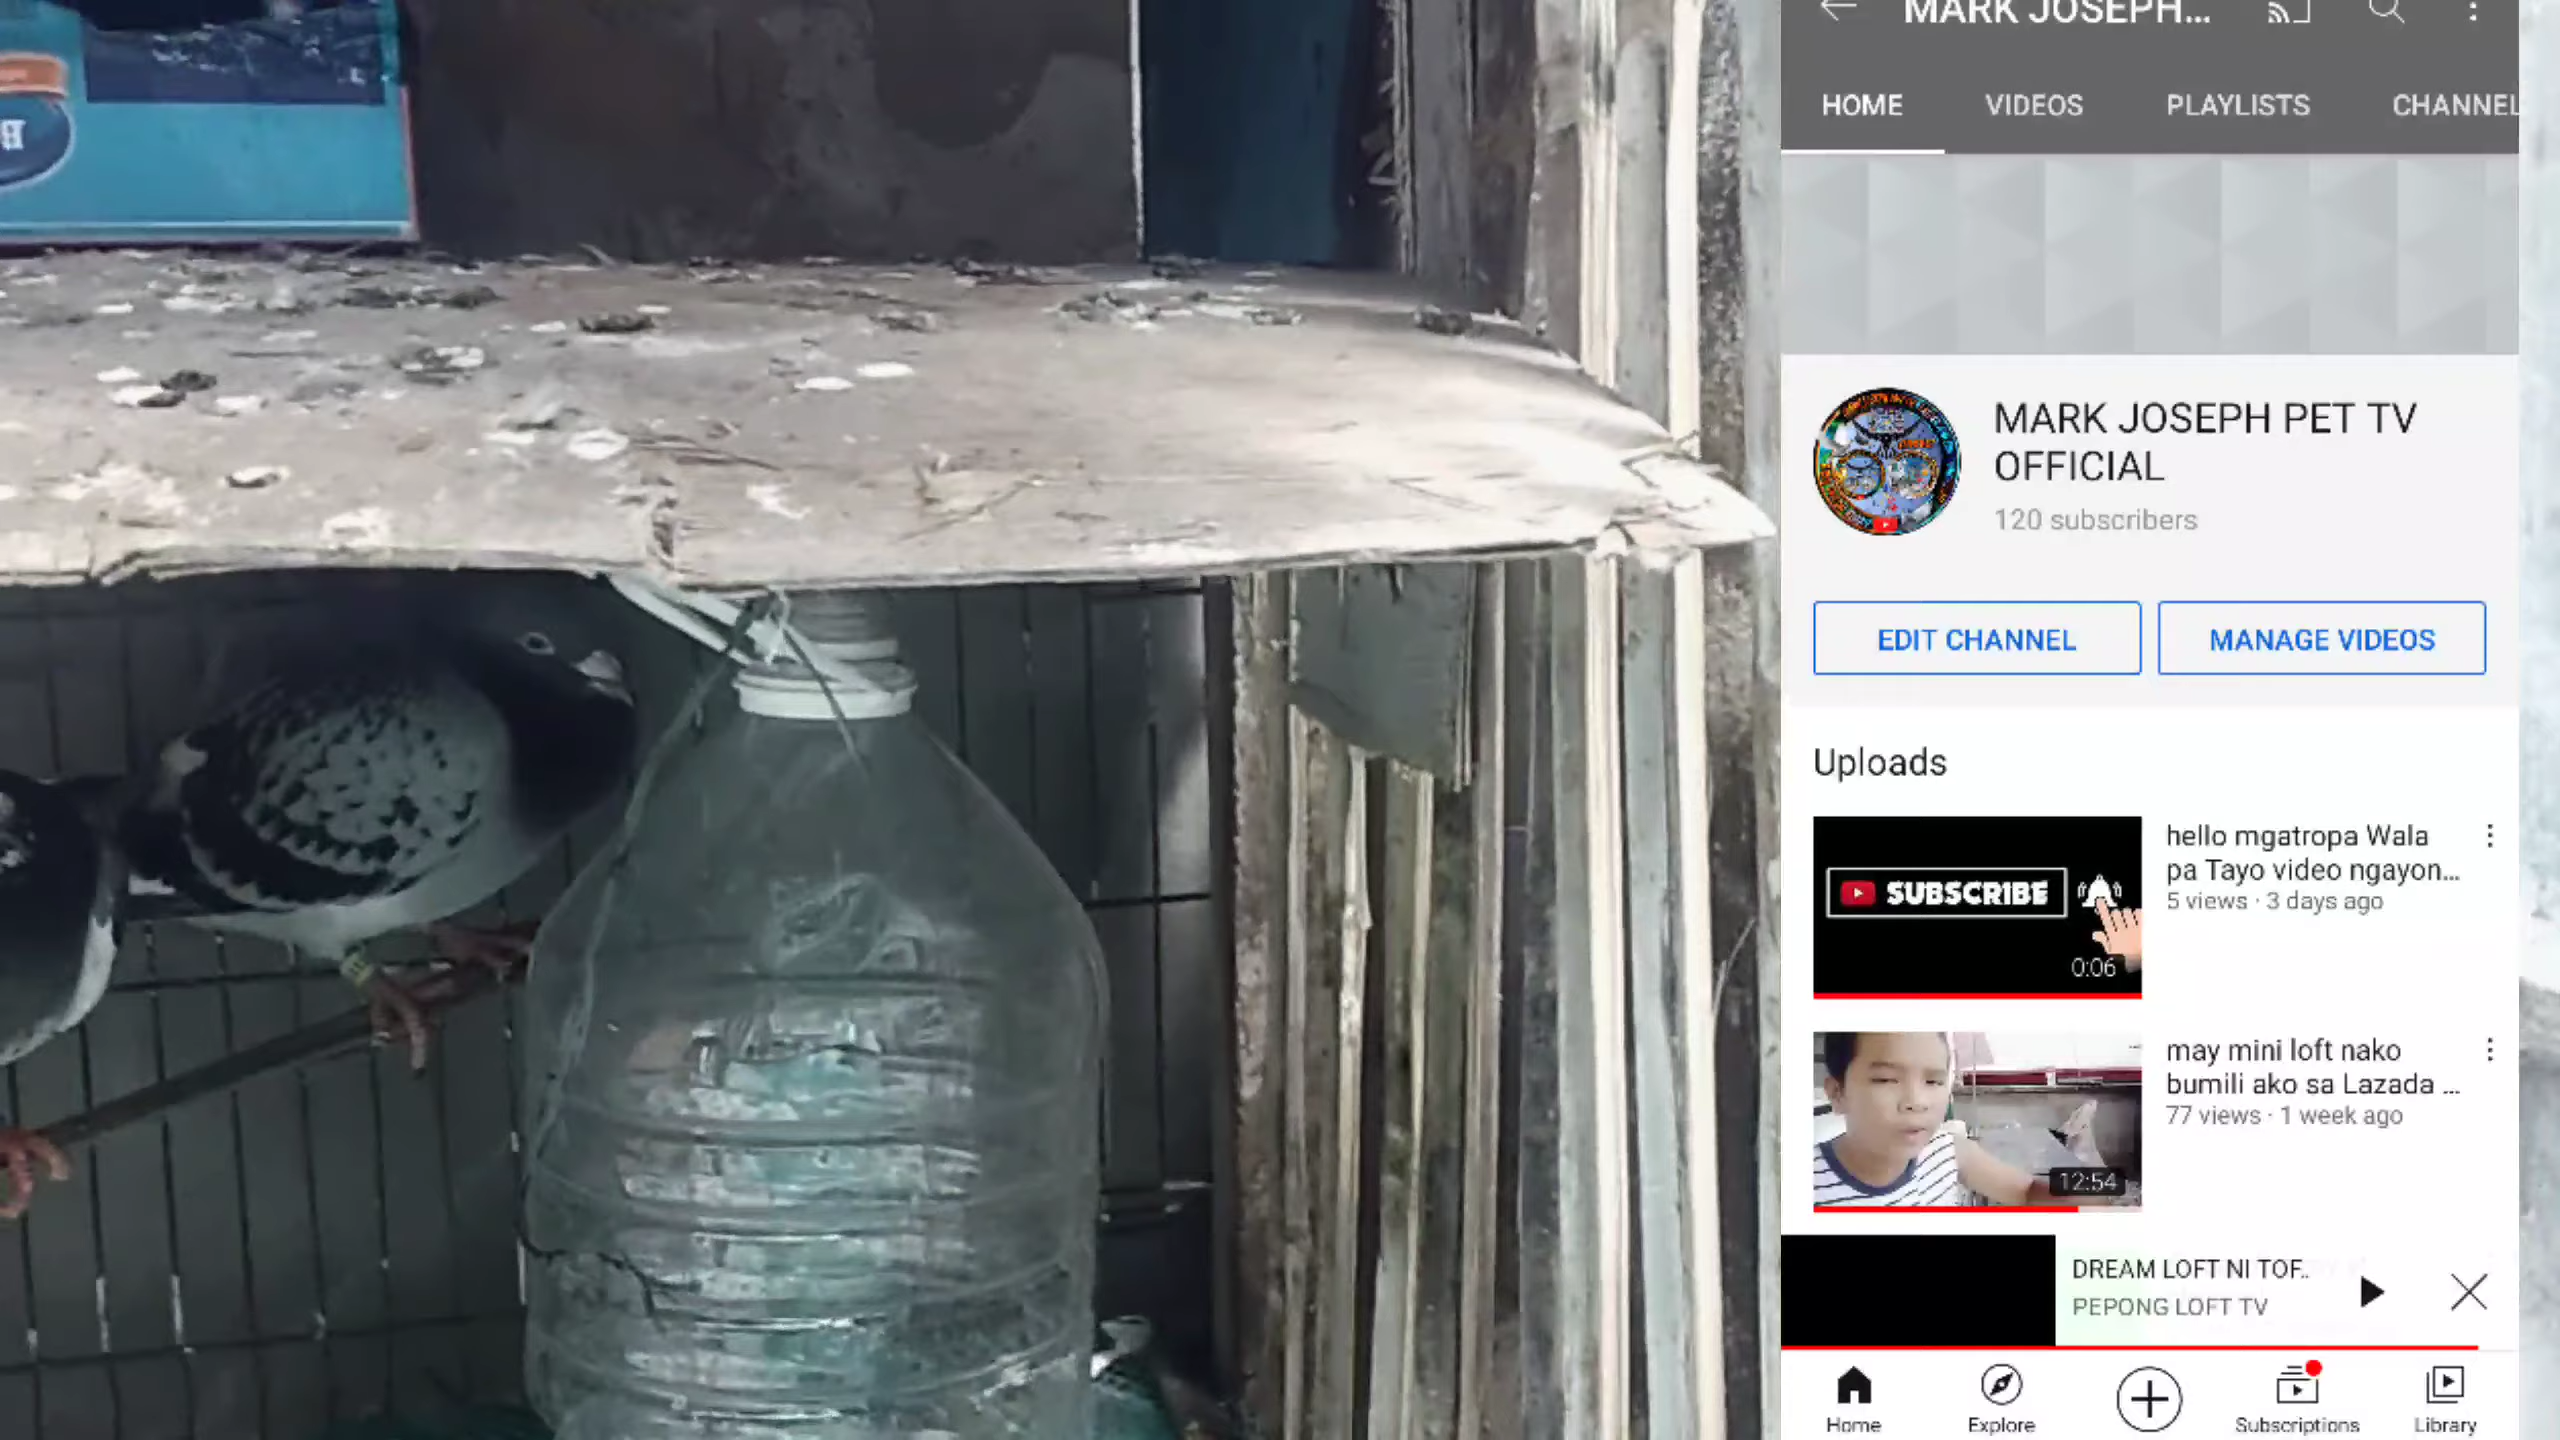 MARK JOSEPH...
HOME VIDEOS PLAYLISTS CHANNEL
MARK JOSEPH PET TV
OFFICIAL
120 subscribers
EDIT CHANNEL MANAGE VIDEOS
Uploads
SUBSCRIBE
0:06
hello mgatropa Wala
pa Tayo video ngayon...
5 views · 3 days ago
12:54
may mini loft nako
bumili ako sa Lazada ...
77 views · 1 week ago
DREAM LOFT NI TOF..
PEPONG LOFT TV
Home Explore Subscriptions Library